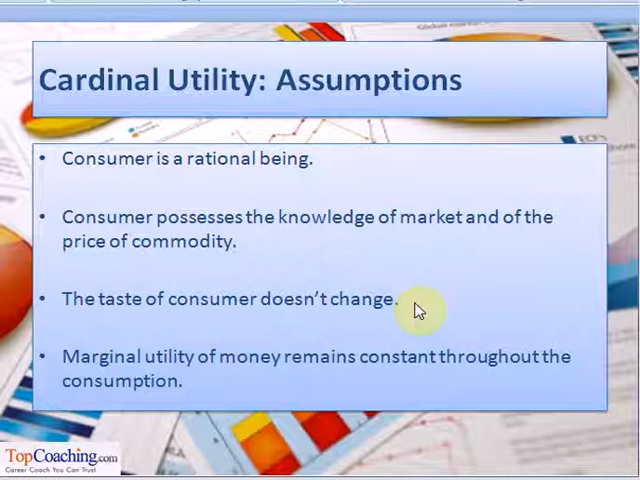 Cardinal Utility: Assumptions
• Consumer is a rational being.
• Consumer possesses the knowledge of market and of the
price of commodity.
• The taste of consumer doesn't change.
• Marginal utility of money remains constant throughout the
consumption.
TopCoaching.com
Career Coach You Can Trust